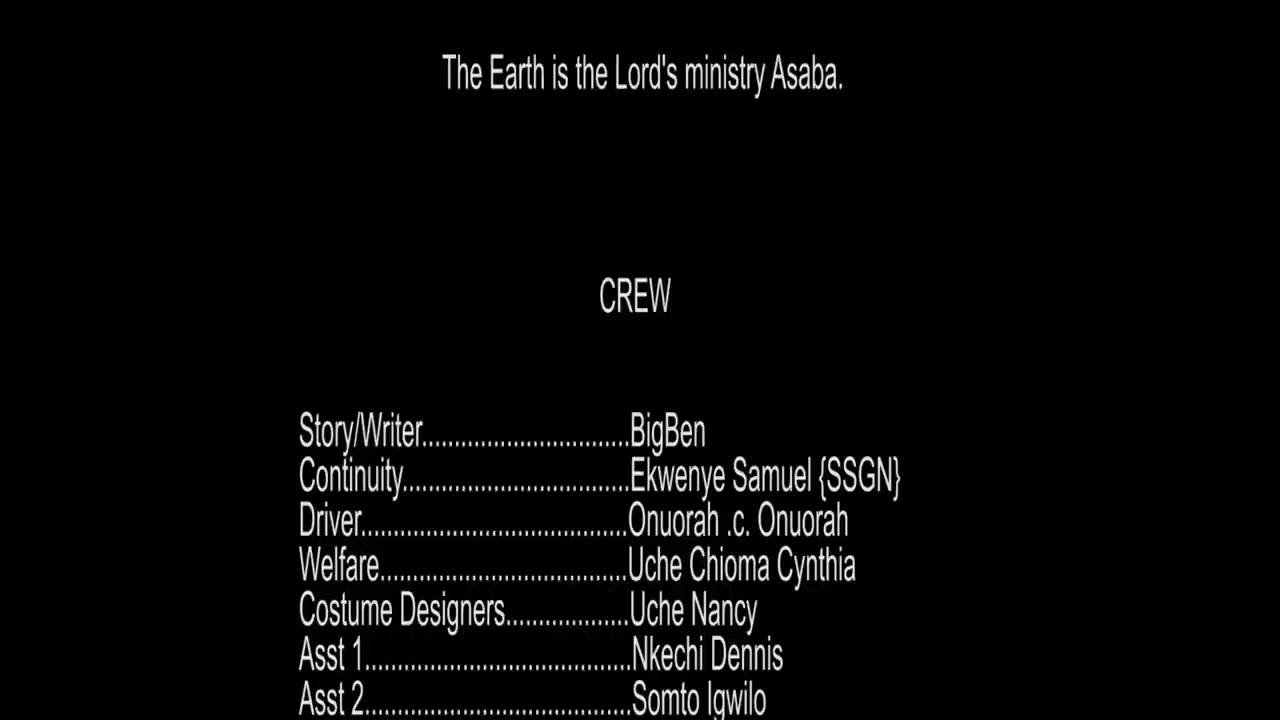 The Earth is the Lord's ministry Asaba.
CREW
Story/Writer................................BigBen
Continuity...................................Ekwenye Samuel {SSGN}
Driver.........................................Onuorah .c. Onuorah
Welfare......................................Uche Chioma Cynthia
Costume Designers...................Uche Nancy
Asst 1.........................................Nkechi Dennis
Asst 2.........................................Somto Igwilo